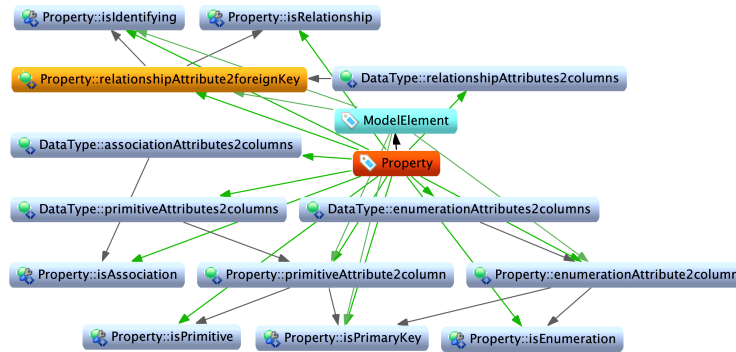 Property::isIdentifying
Property::isRelationship
Property::relationshipAttribute2foreignKey
DataType::relationshipAttributes2columns
ModelElement
DataType::associationAttributes2columns
Property
DataType::primitiveAttributes2columns
DataType::enumerationAttributes2columns
Property::isAssociation
Property::primitiveAttribute2column
Property::enumerationAttribute2column
Property::isPrimitive
Property::isPrimaryKey
Property::isEnumeration